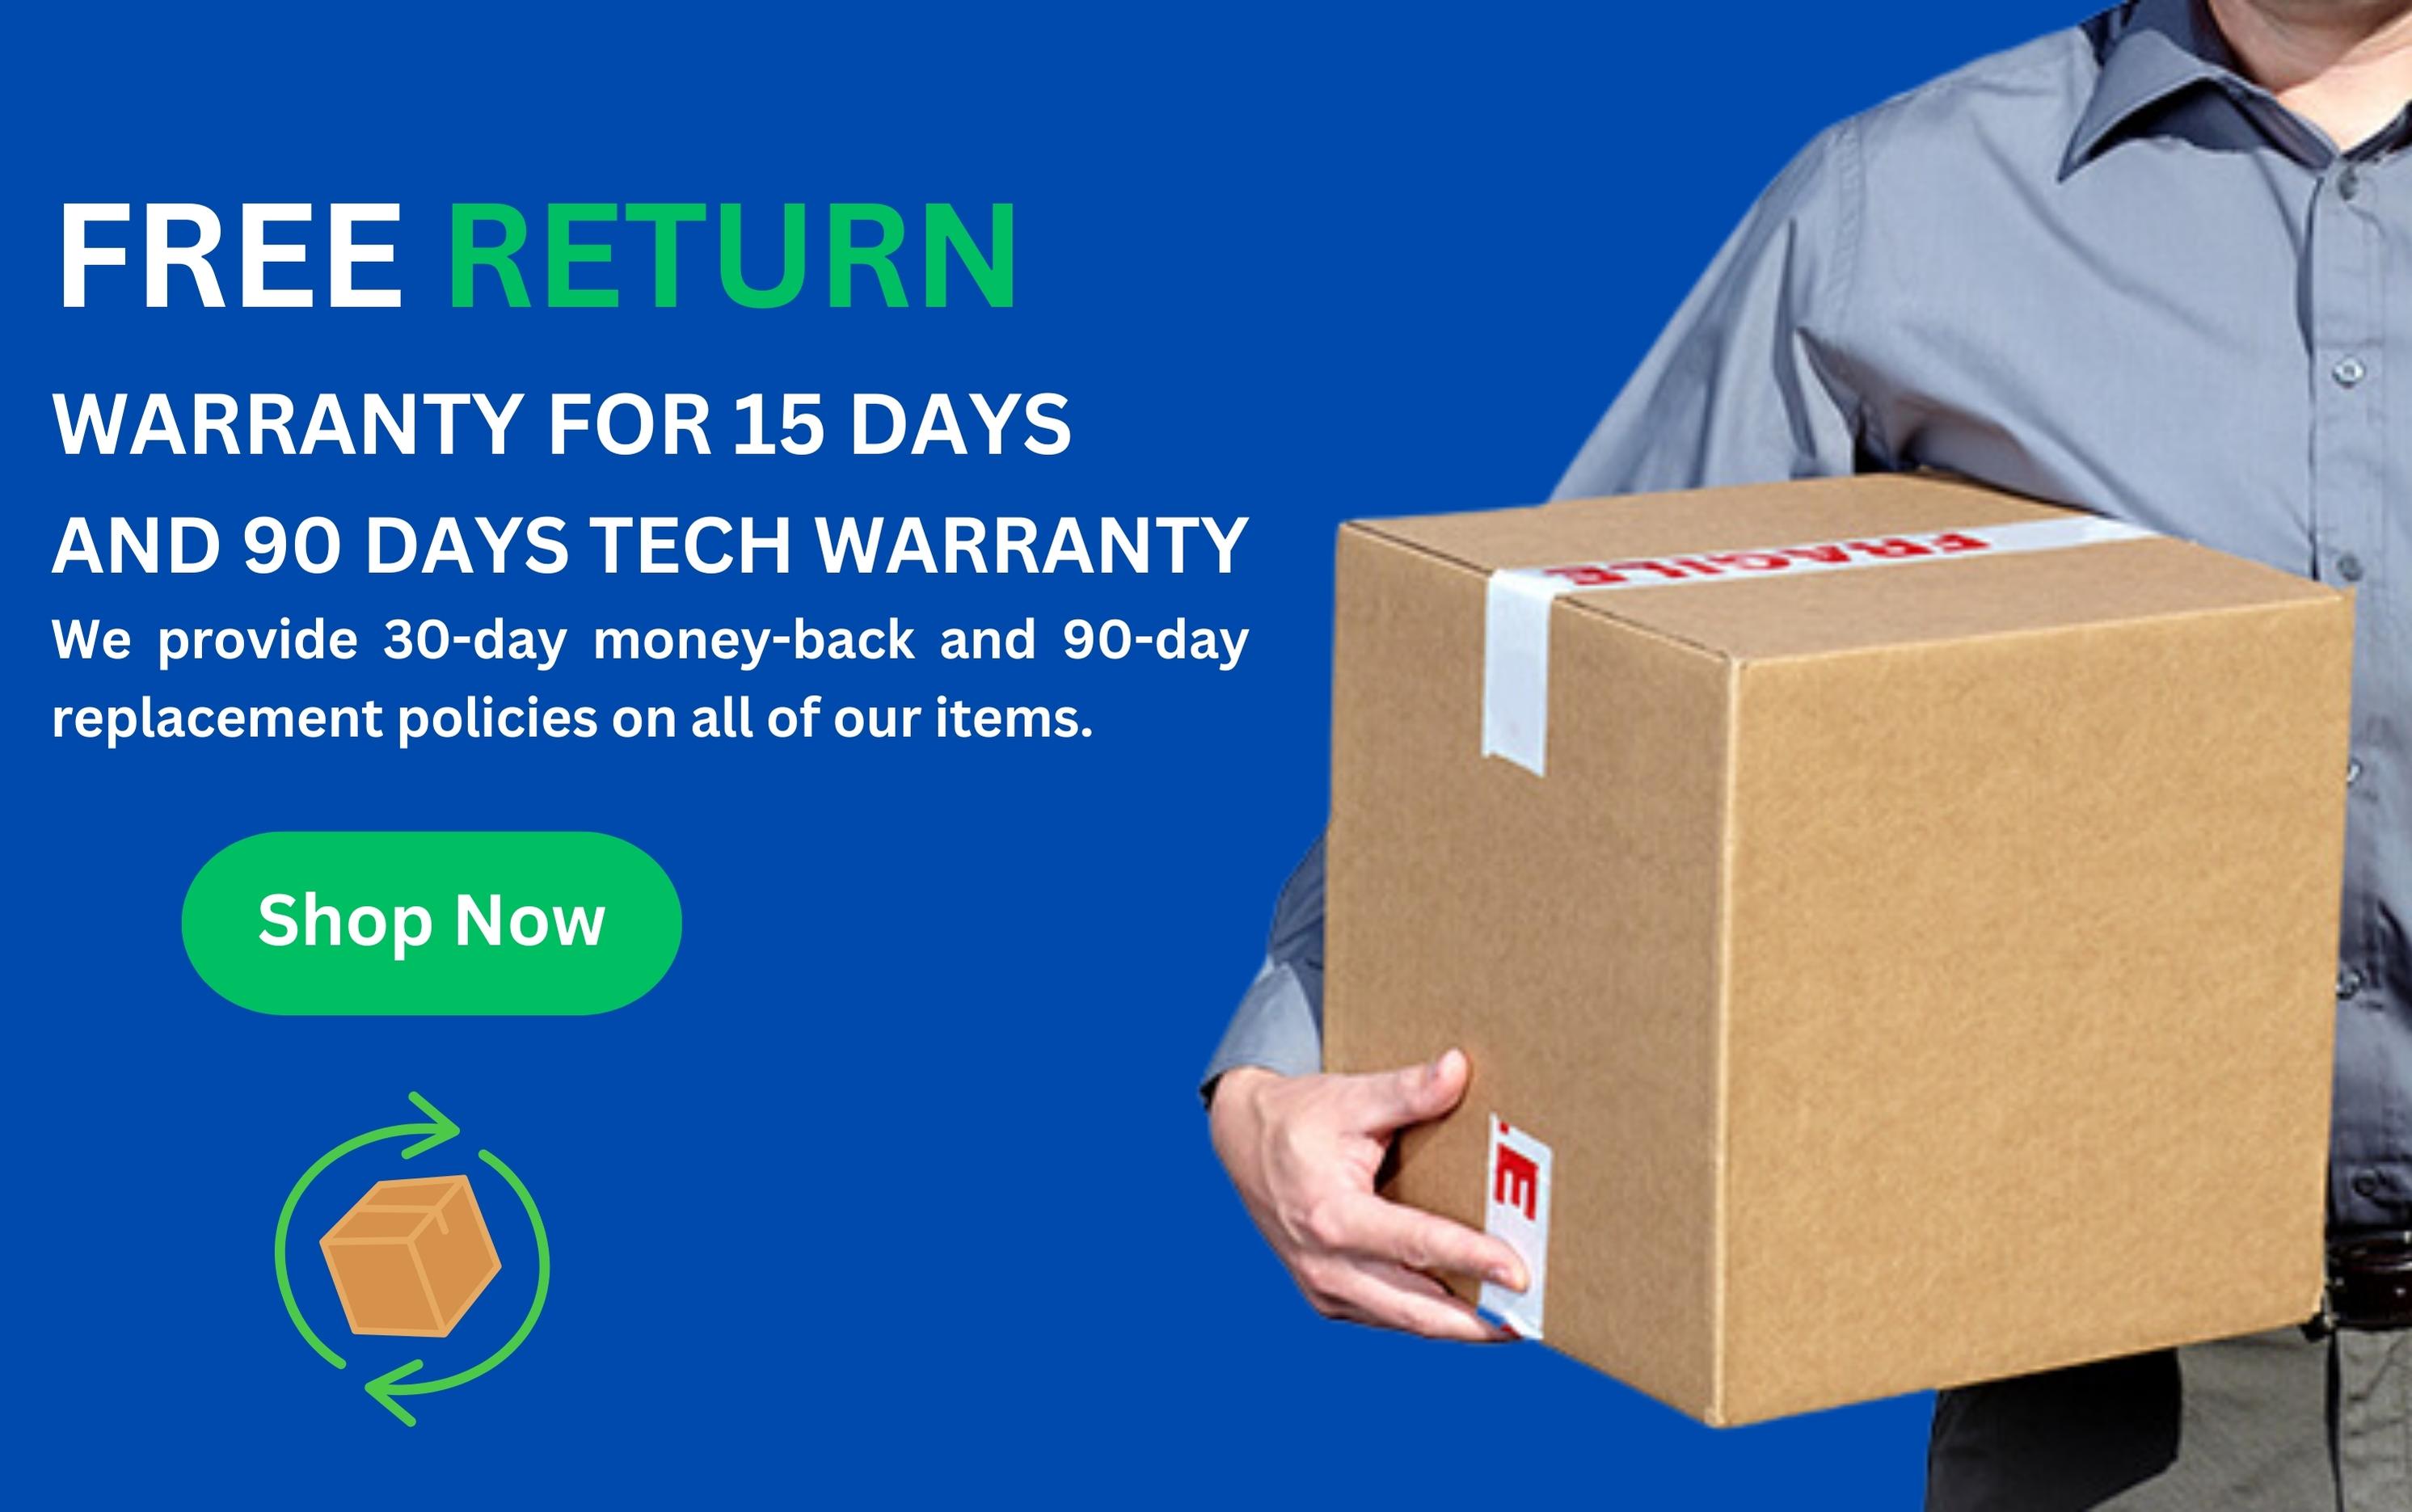 FREE RETURN
WARRANTY FOR 15 DAYS
AND 90 DAYS TECH WARRANTY
We provide 30-day money-back and 90-day
replacement policies on all of our items.
Shop Now
FRAGILE
E